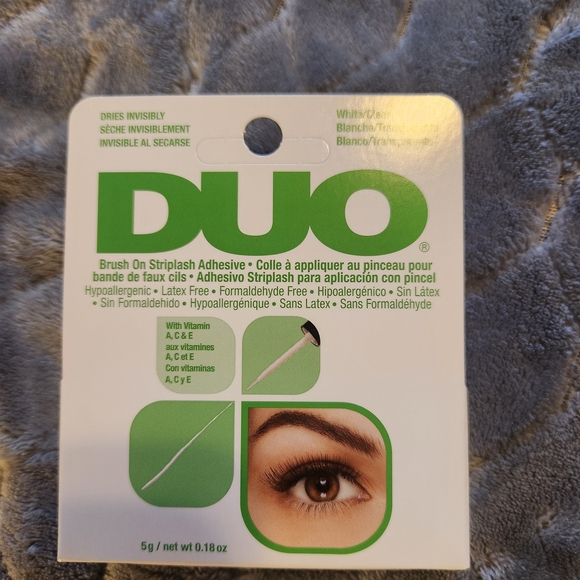 DRIES INVISIBLY
SÈCHE INVISIBLEMENT
INVISIBLE AL SECARSE
White/Clear
Blanche/Transparente
Blanco/Transparente
DUO®
Brush On Striplash Adhesive • Colle à appliquer au pinceau pour
bande de faux cils • Adhesivo Striplash para aplicación con pincel
Hypoallergenic • Latex Free • Formaldehyde Free • Hipoalergénico • Sin Látex
• Sin Formaldehido • Hypoallergénique • Sans Latex • Sans Formaldéhyde
With Vitamin
A, C & E
aux vitamines
A, C et E
Con vitaminas
A, C y E
5g / net wt 0.18oz